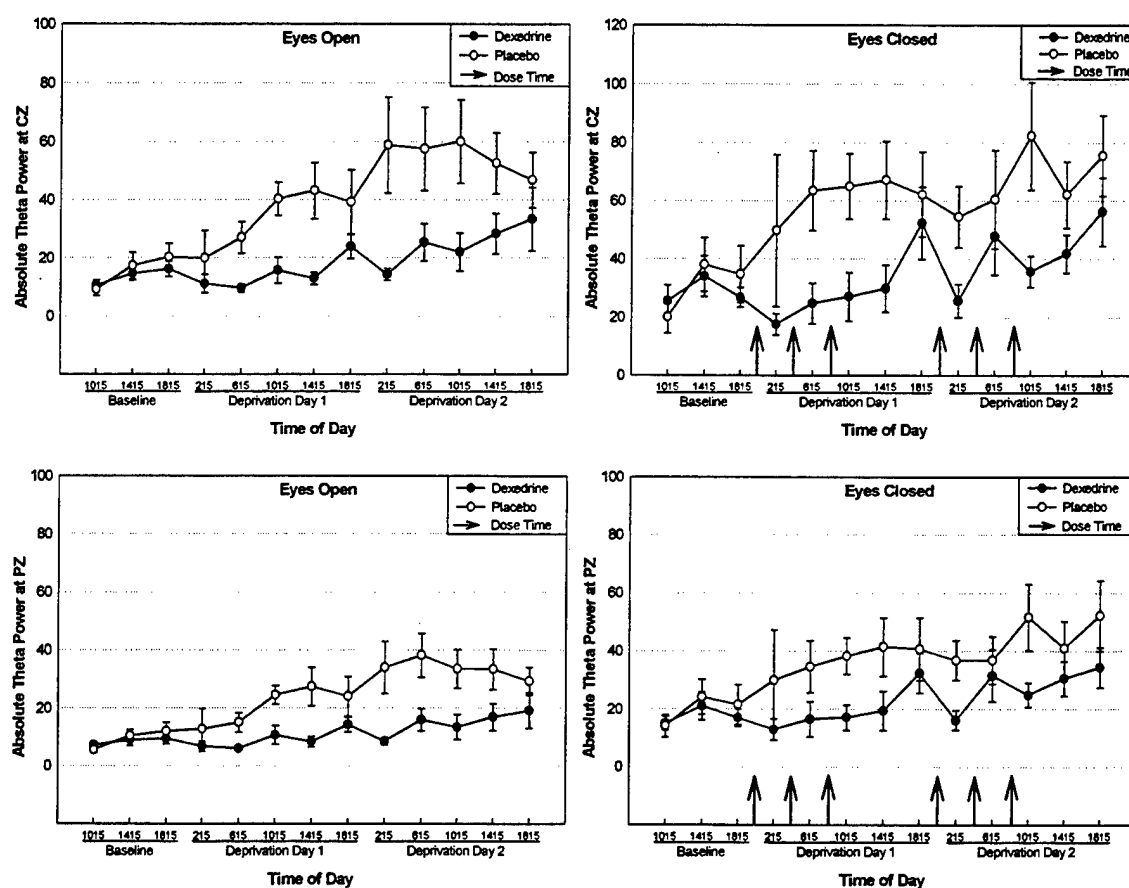 Eyes Open
Dexedrine
Placebo
Dose Time
Absolute Theta Power at CZ
100
80
60
40
20
0
1015 1415 1815 215 615 1015 1415 1815 215 615 1015 1415 1815
Baseline Deprivation Day 1 Deprivation Day 2
Time of Day
Eyes Closed
Dexedrine
Placebo
Dose Time
Absolute Theta Power at CZ
120
100
80
60
40
20
0
1015 1415 1815 215 615 1015 1415 1815 215 615 1015 1415 1815
Baseline Deprivation Day 1 Deprivation Day 2
Time of Day
Eyes Open
Dexedrine
Placebo
Dose Time
Absolute Theta Power at PZ
100
80
60
40
20
0
1015 1415 1815 215 615 1015 1415 1815 215 615 1015 1415 1815
Baseline Deprivation Day 1 Deprivation Day 2
Time of Day
Eyes Closed
Dexedrine
Placebo
Dose Time
Absolute Theta Power at PZ
100
80
60
40
20
0
1015 1415 1815 215 615 1015 1415 1815 215 615 1015 1415 1815
Baseline Deprivation Day 1 Deprivation Day 2
Time of Day